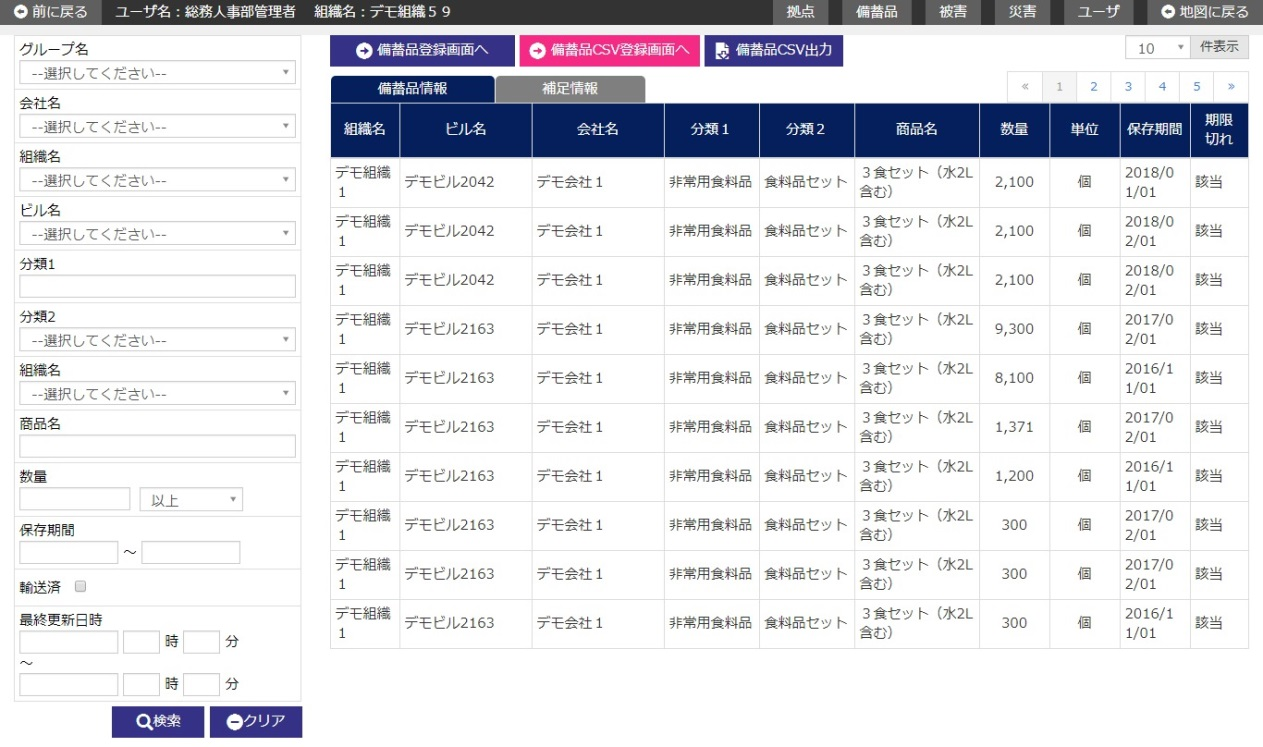 前に戻る ユーザ名：総務人事部管理者 組織名：デモ組織５９ 拠点 備蓄品 被害 災害 ユーザ 地図に戻る
グループ名
--選択してください--
会社名
--選択してください--
組織名
--選択してください--
ビル名
--選択してください--
分類1
分類2
--選択してください--
組織名
--選択してください--
商品名
数量
以上
保存期間
～
輸送済
最終更新日時
時 分
～
時 分
検索 クリア
備蓄品登録画面へ 備蓄品CSV登録画面へ 備蓄品CSV出力 10 件表示
備蓄品情報 補足情報 « 1 2 3 4 5 »
組織名 ビル名 会社名 分類１ 分類２ 商品名 数量 単位 保存期間 期限
切れ
デモ組織 デモビル2042 デモ会社１ 非常用食料品 食料品セット ３食セット（水2L 2,100 個 2018/0 該当
1 含む） 1/01
デモ組織 デモビル2042 デモ会社１ 非常用食料品 食料品セット ３食セット（水2L 2,100 個 2018/0 該当
1 含む） 2/01
デモ組織 デモビル2042 デモ会社１ 非常用食料品 食料品セット ３食セット（水2L 2,100 個 2018/0 該当
1 含む） 2/01
デモ組織 デモビル2163 デモ会社１ 非常用食料品 食料品セット ３食セット（水2L 9,300 個 2017/0 該当
1 含む） 2/01
デモ組織 デモビル2163 デモ会社１ 非常用食料品 食料品セット ３食セット（水2L 8,100 個 2016/1 該当
1 含む） 1/01
デモ組織 デモビル2163 デモ会社１ 非常用食料品 食料品セット ３食セット（水2L 1,371 個 2017/0 該当
1 含む） 2/01
デモ組織 デモビル2163 デモ会社１ 非常用食料品 食料品セット ３食セット（水2L 1,200 個 2016/1 該当
1 含む） 1/01
デモ組織 デモビル2163 デモ会社１ 非常用食料品 食料品セット ３食セット（水2L 300 個 2017/0 該当
1 含む） 2/01
デモ組織 デモビル2163 デモ会社１ 非常用食料品 食料品セット ３食セット（水2L 300 個 2017/0 該当
1 含む） 2/01
デモ組織 デモビル2163 デモ会社１ 非常用食料品 食料品セット ３食セット（水2L 300 個 2016/1 該当
1 含む） 1/01